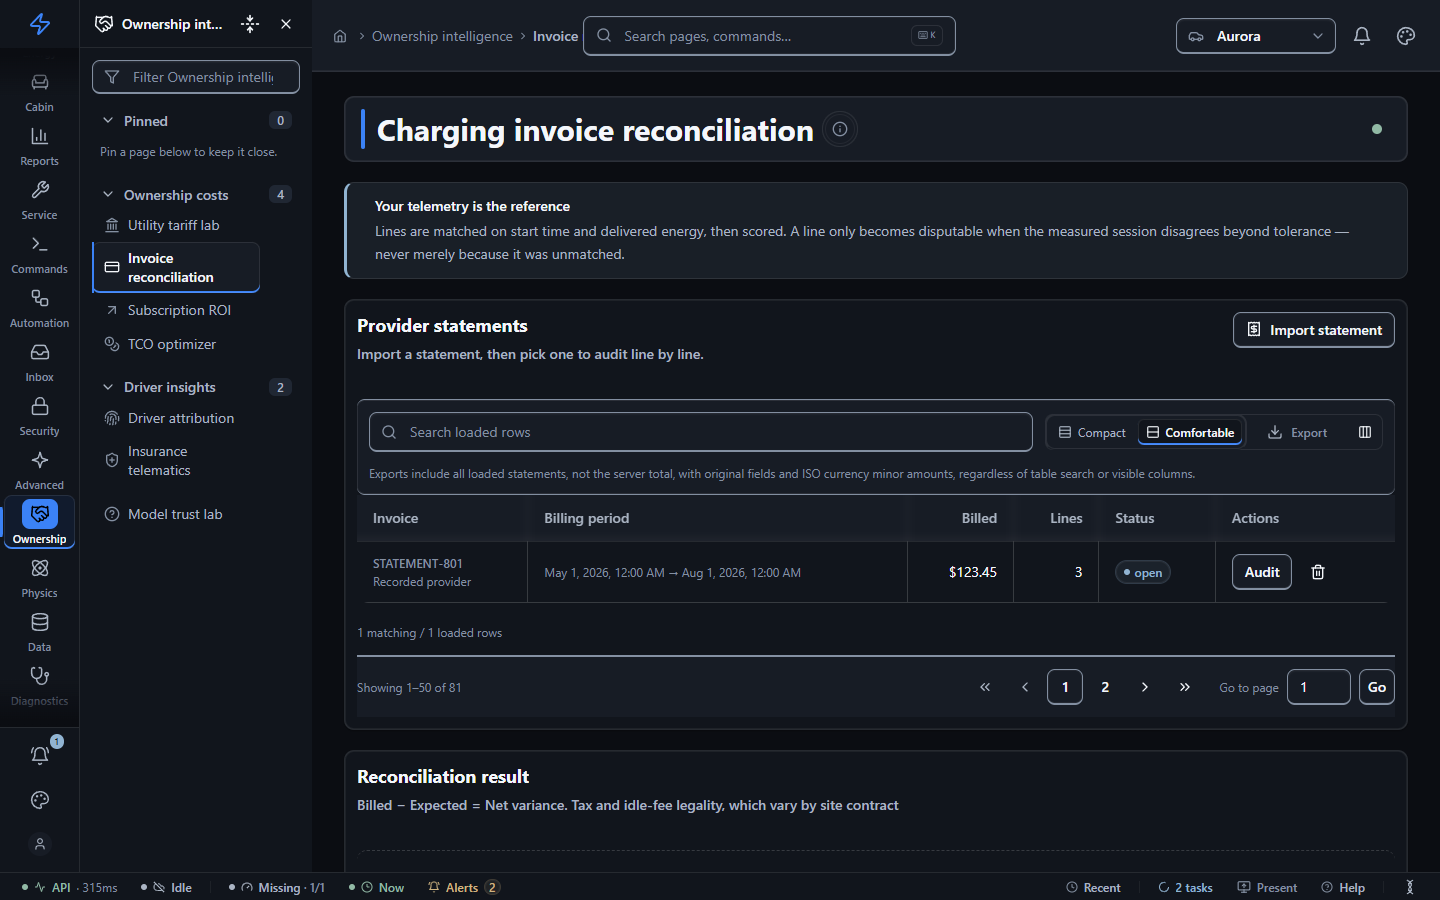 Ownership int...
Ownership intelligence
Invoice
Search pages, commands...
K
Aurora
Cabin
Reports
Service
Commands
Automation
Inbox
Security
Advanced
Ownership
Physics
Data
Diagnostics
1
Filter Ownership intellig
Pinned
0
Pin a page below to keep it close.
Ownership costs
4
Utility tariff lab
Invoice
reconciliation
Subscription ROI
TCO optimizer
Driver insights
2
Driver attribution
Insurance
telematics
Model trust lab
Charging invoice reconciliation
Your telemetry is the reference
Lines are matched on start time and delivered energy, then scored. A line only becomes disputable when the measured session disagrees beyond tolerance —
never merely because it was unmatched.
Provider statements
Import a statement, then pick one to audit line by line.
Import statement
Search loaded rows
Compact
Comfortable
Export
Exports include all loaded statements, not the server total, with original fields and ISO currency minor amounts, regardless of table search or visible columns.
Invoice Billing period Billed Lines Status Actions
STATEMENT-801
Recorded provider
May 1, 2026, 12:00 AM → Aug 1, 2026, 12:00 AM
$123.45
3
open
Audit
1 matching / 1 loaded rows
Showing 1–50 of 81
1
2
Go to page
1
Go
Reconciliation result
Billed − Expected = Net variance. Tax and idle-fee legality, which vary by site contract
API · 315ms
Idle
Missing · 1/1
Now
Alerts 2
Recent
2 tasks
Present
Help